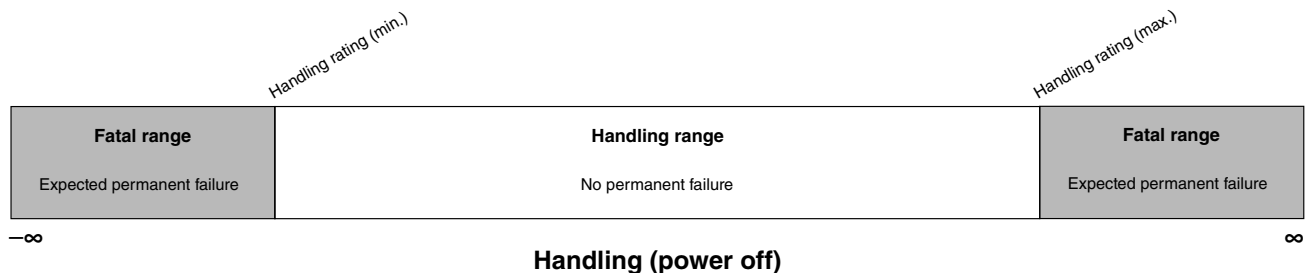 Handling rating (min.)
Handling rating (max.)
Fatal range
Handling range
Fatal range
Expected permanent failure
No permanent failure
Expected permanent failure
–∞
∞
Handling (power off)